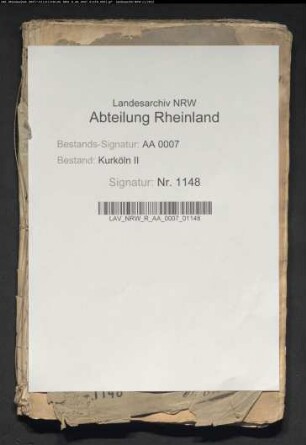 Landesarchiv NRW
Abteilung Rheinland
Bestands-Signatur: AA 0007
Bestand: Kurköln II
Signatur: Nr. 1148
LAV_NRW_R_AA_0007_01148